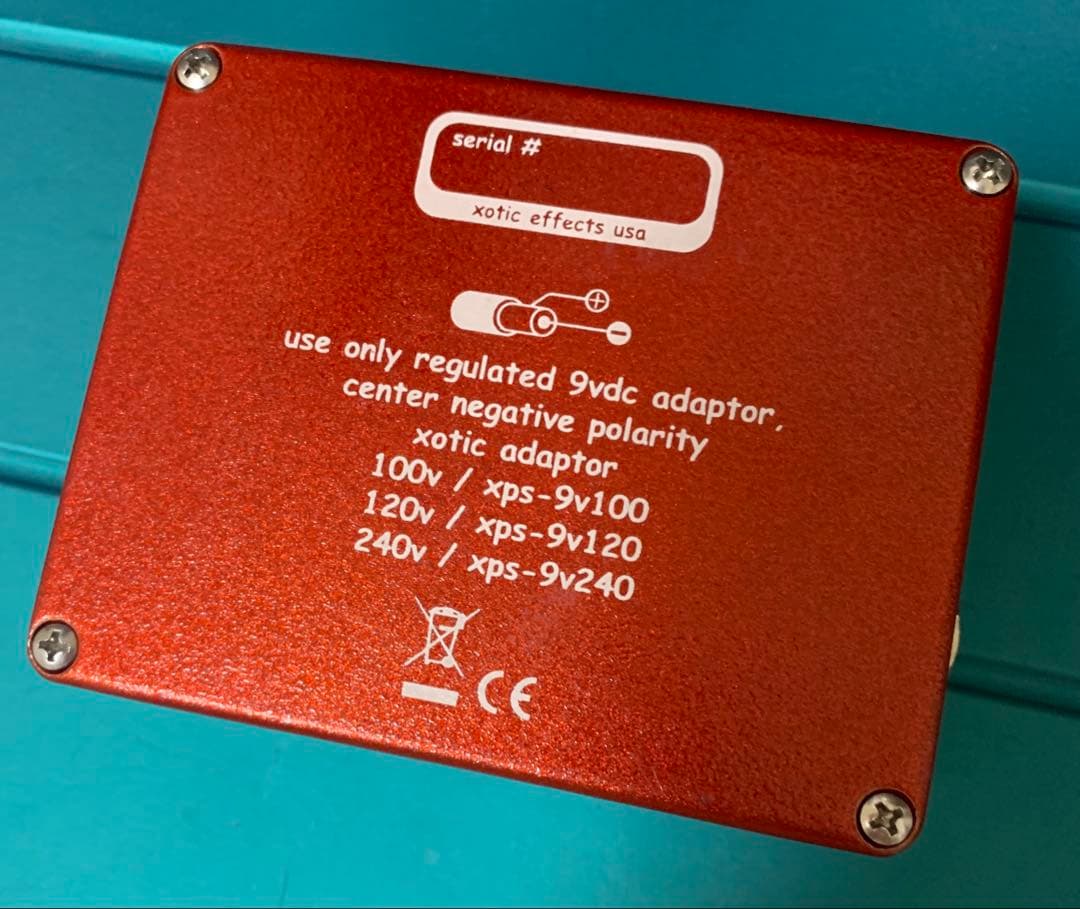 serial #
xotic effects usa
+
−
use only regulated 9vdc adaptor,
center negative polarity
xotic adaptor
100v / xps-9v100
120v / xps-9v120
240v / xps-9v240
CE